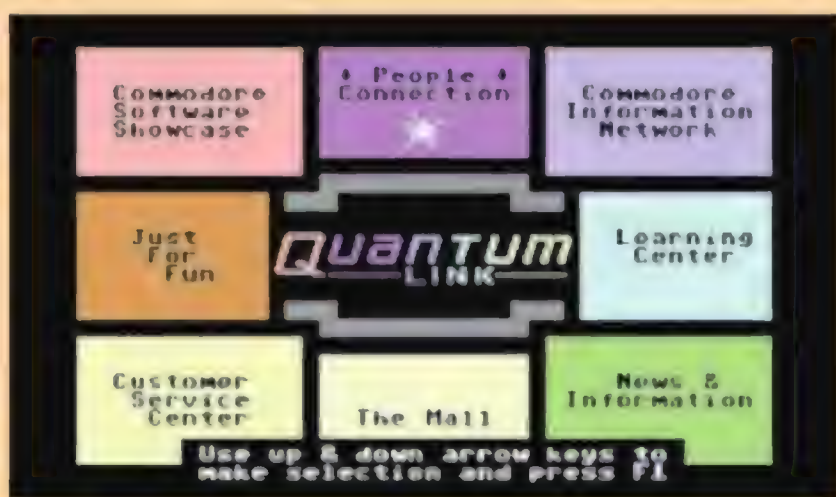 Commodore
Software
Showcase
People
Connection
Commodore
Information
Network
Just
For
Fun
QUANTUM
LINK
Learning
Center
Customer
Service
Center
The Mall
News &
Information
Use up & down arrow keys to
make selection and press F1